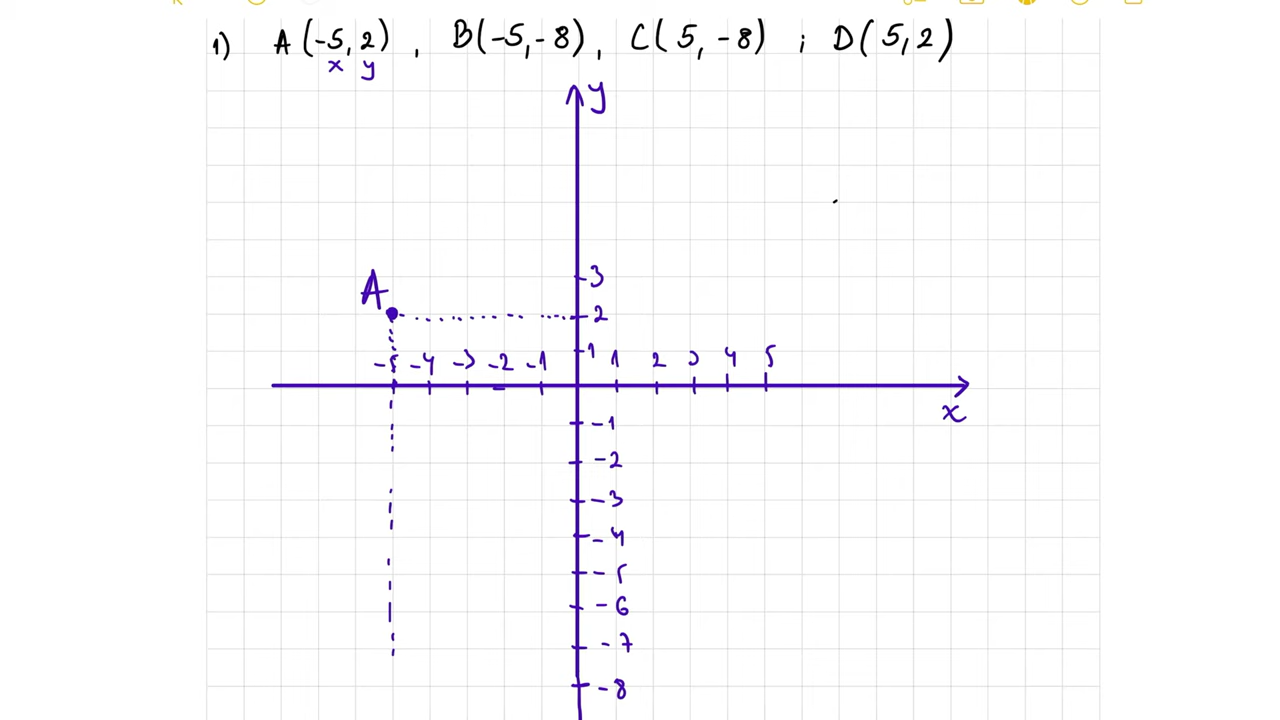 1) A (-5, 2) , B(-5, -8) , C( 5, -8) ; D( 5, 2 )
x y
y
A
3
2
1
-5 -4 -3 -2 -1 1 2 3 4 5
x
-1
-2
-3
-4
-5
-6
-7
-8